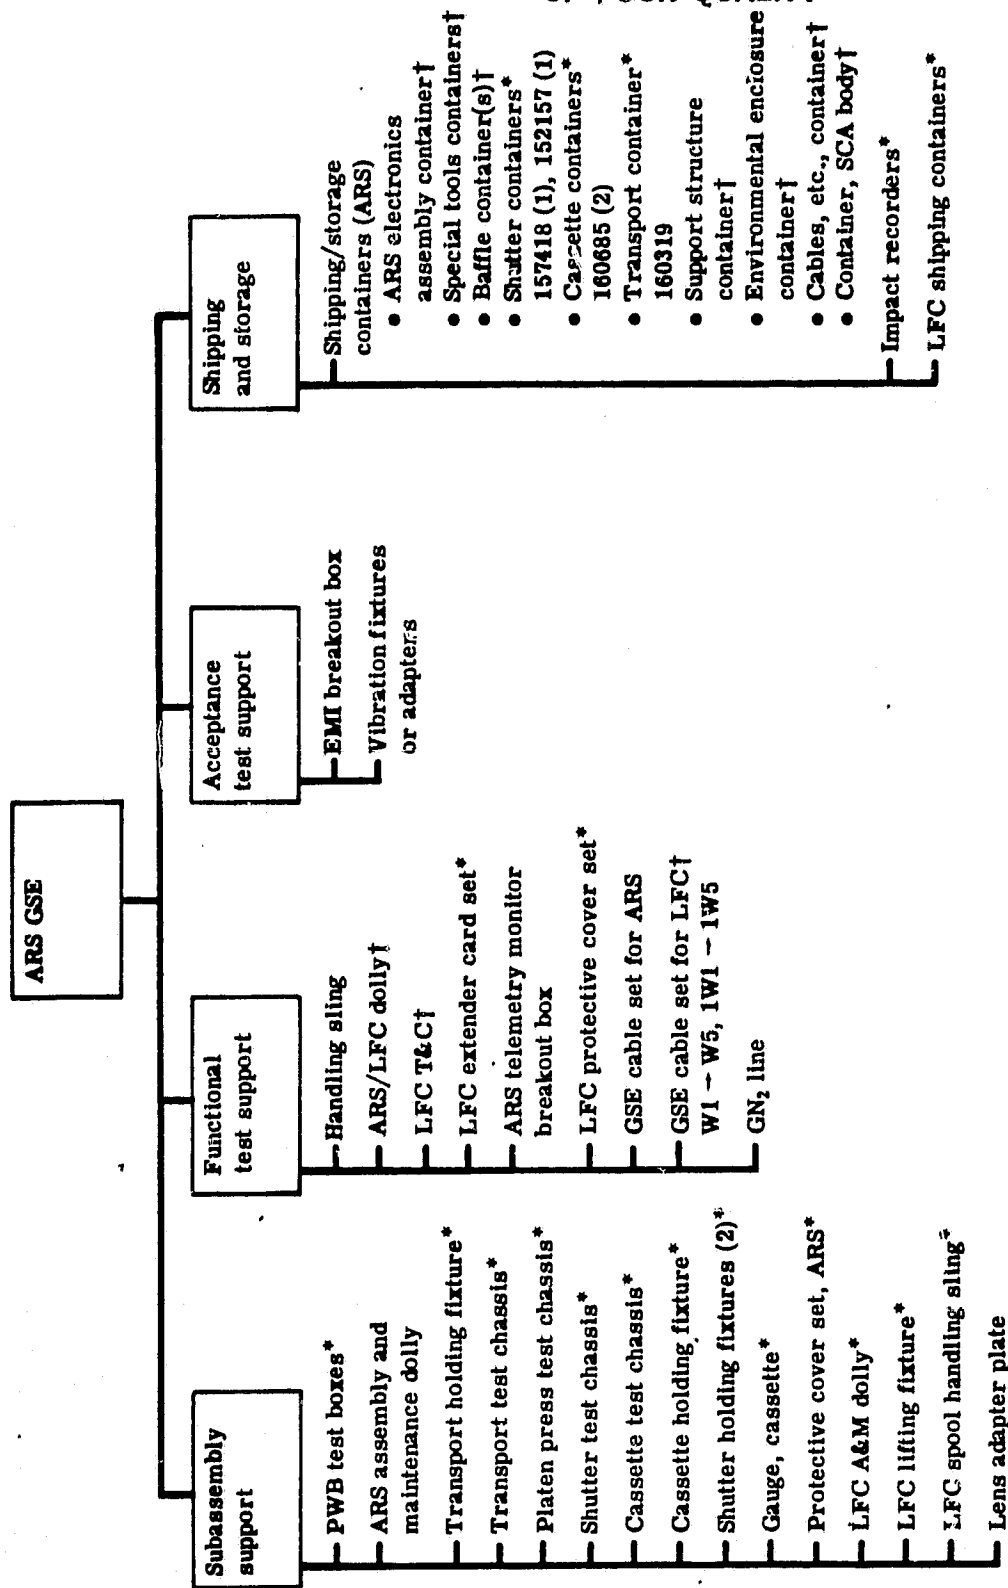 ARS GSE
Subassembly
support
PWB test boxes*
ARS assembly and
maintenance dolly
Transport holding fixture*
Transport test chassis*
Platen press test chassis*
Shutter test chassis*
Cassette test chassis*
Cassette holding fixture*
Shutter holding fixtures (2)*
Gauge, cassette*
Protective cover set, ARS*
LFC A&M dolly*
LFC lifting fixture*
LFC spool handling sling*
Lens adapter plate
Functional
test support
Handling sling
ARS/LFC dolly†
LFC T&C†
LFC extender card set*
ARS telemetry monitor
breakout box
LFC protective cover set*
GSE cable set for ARS
GSE cable set for LFC†
W1 – W5, 1W1 – 1W5
GN₂ line
Acceptance
test support
EMI breakout box
Vibration fixtures
or adapters
Shipping
and storage
Shipping/storage
containers (ARS)
• ARS electronics
assembly container†
• Special tools containers†
• Baffle container(s)†
• Shutter containers*
157418 (1), 152157 (1)
• Cassette containers*
160685 (2)
• Transport container*
160319
• Support structure
container†
• Environmental enclosure
container†
• Cables, etc., container†
• Container, SCA body†
Impact recorders*
LFC shipping containers*